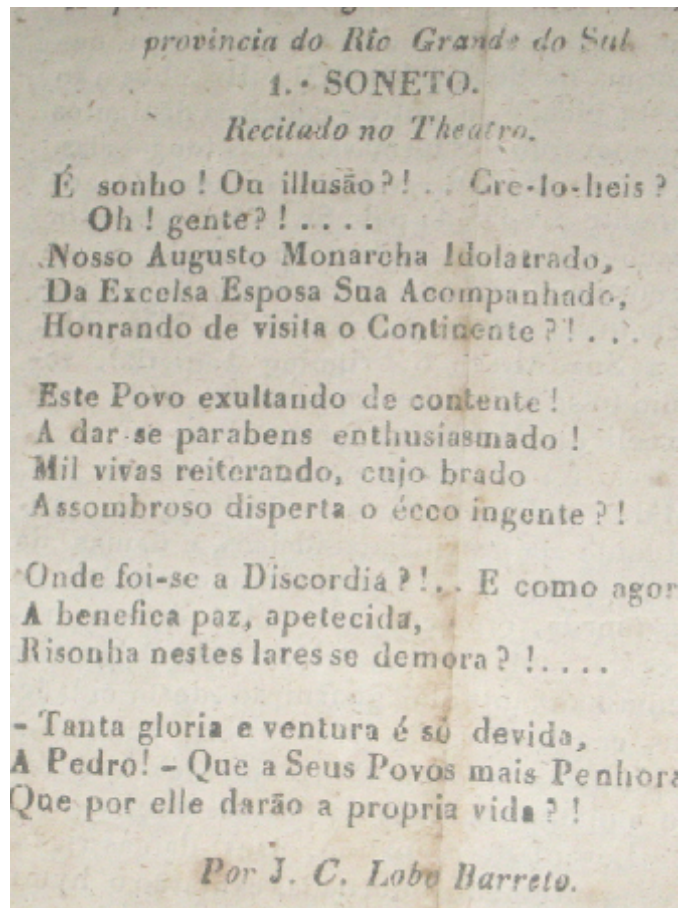 provincia do Rio Grande do Sul
1.· SONETO.
Recitado no Theatro.
É sonho ! Ou illusão ?! . . Cre-lo-heis ?
Oh ! gente? ! . . . .
Nosso Augusto Monarcha Idolatrado,
Da Excelsa Esposa Sua Acompanhado,
Honrando de visita o Continente ? ! . . . ,
Este Povo exultando de contente !
A dar-se parabens enthusiasmado !
Mil vivas reiterando, cujo brado
Assombroso disperta o écco ingente ? !
Onde foi-se a Discordia ? !. . E como agor
A benefica paz, apetecida,
Risonha nestes lares se demora ? !. . . .
- Tanta gloria e ventura é só devida,
A Pedro! - Que a Seus Povos mais Penhora
Que por elle darão a propria vida ? !
Por J. C. Lobo Barreto.